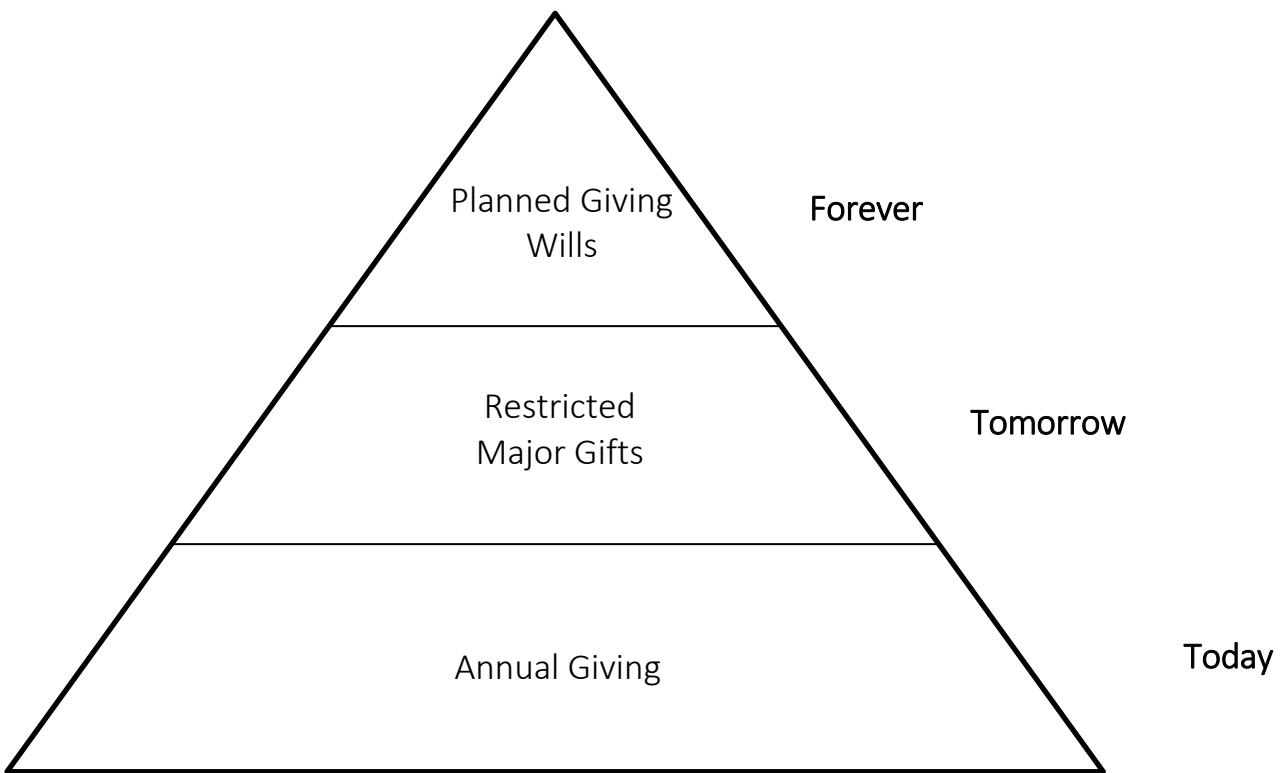 Planned Giving
Wills
Forever
Restricted
Major Gifts
Tomorrow
Annual Giving
Today